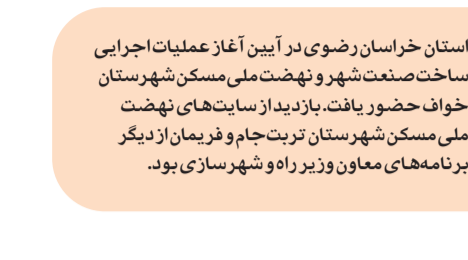 استان خراسان رضوی در آیین آغاز عملیات اجرایی
ساخت صنعت شهر و نهضت ملی مسکن شهرستان
خواف حضور یافت. بازدید از سایت‌های نهضت
ملی مسکن شهرستان تربت‌جام و فریمان از دیگر
برنامه‌های معاون وزیر راه و شهرسازی بود.